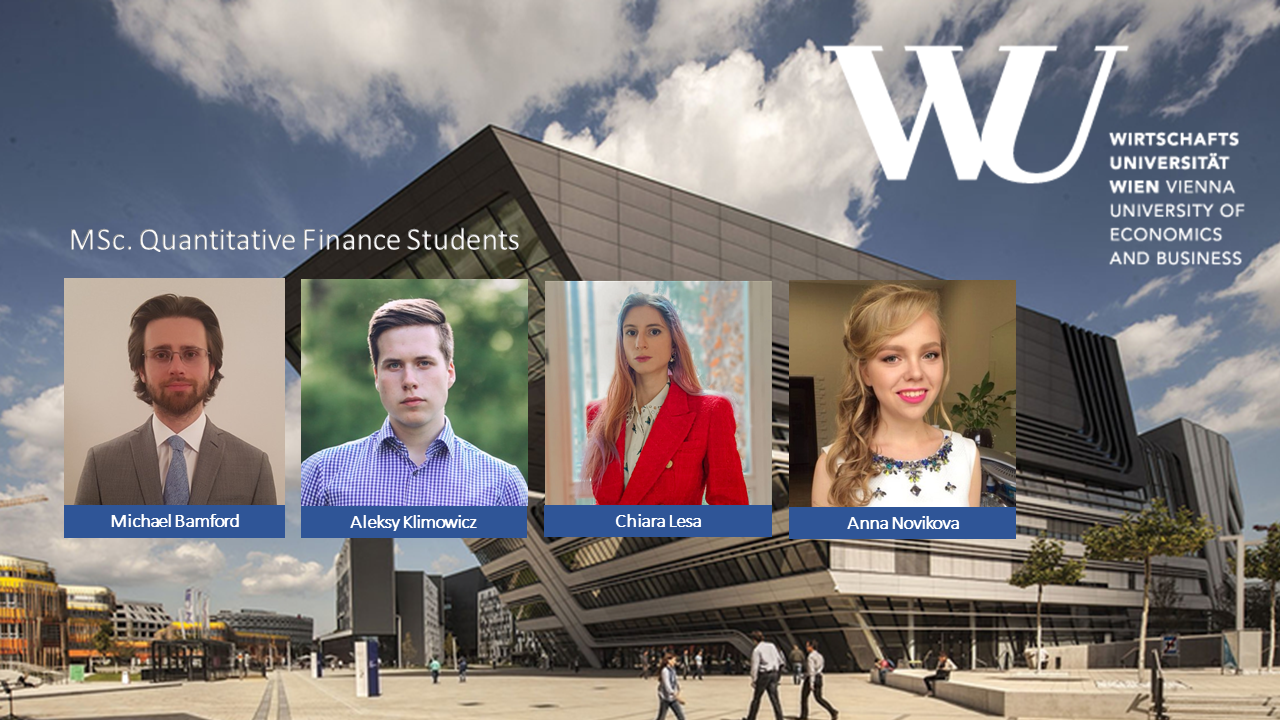 WU
WIRTSCHAFTS
UNIVERSITÄT
WIEN VIENNA
UNIVERSITY OF
ECONOMICS
AND BUSINESS
MSc. Quantitative Finance Students
Michael Bamford
Aleksy Klimowicz
Chiara Lesa
Anna Novikova